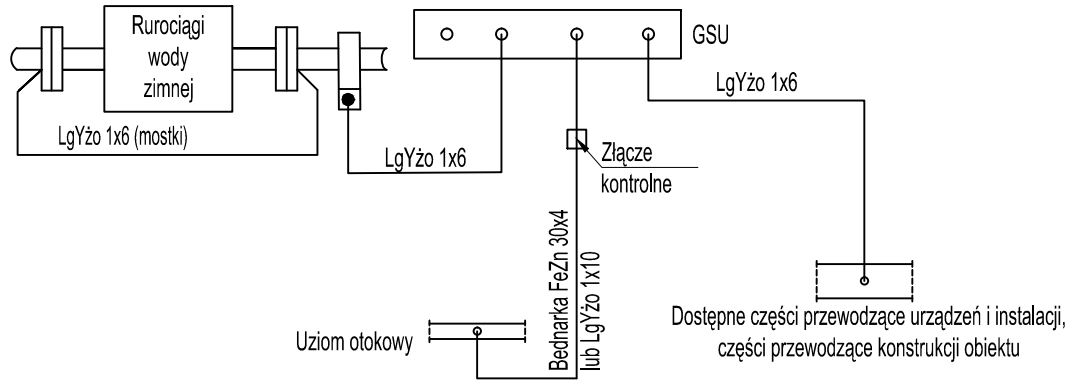 Rurociągi
wody
zimnej
GSU
LgYżo 1x6
LgYżo 1x6 (mostki)
LgYżo 1x6
Złącze
kontrolne
Bednarka FeZn 30x4
lub LgYżo 1x10
Uziom otokowy
Dostępne części przewodzące urządzeń i instalacji,
części przewodzące konstrukcji obiektu